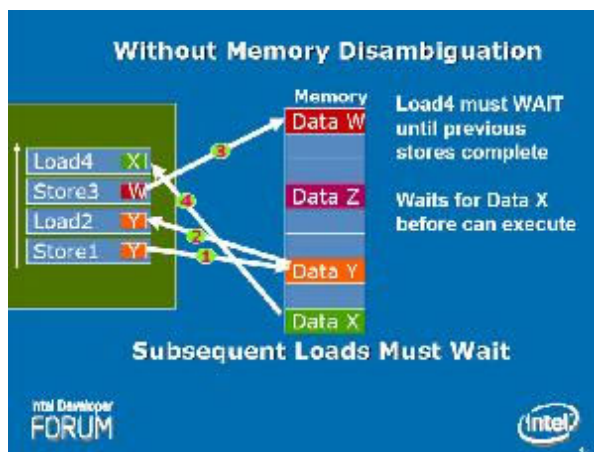 Without Memory Disambiguation
Memory
Data W
Data Z
Data Y
Data X
Load4 X
Store3 W
Load2 Y
Store1 Y
3
4
2
1
Load4 must WAIT
until previous
stores complete
Waits for Data X
before can execute
Subsequent Loads Must Wait
Intel Developer
FORUM
intel